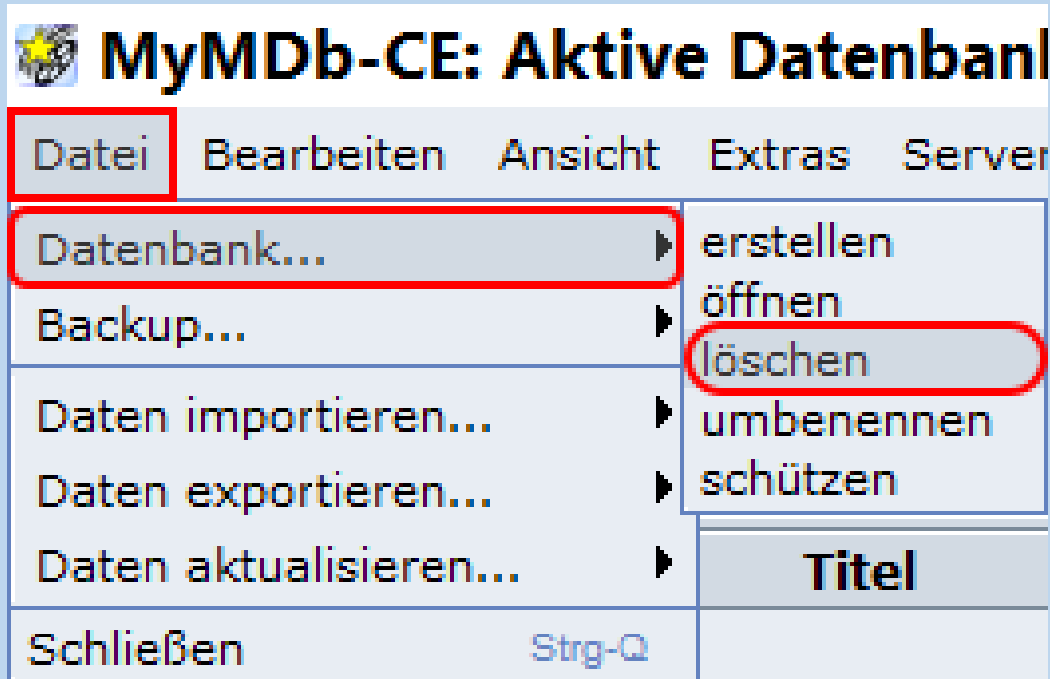 MyMDb-CE: Aktive Datenbank
Datei Bearbeiten Ansicht Extras Server
Datenbank...
erstellen
öffnen
löschen
umbenennen
schützen
Backup...
Daten importieren...
Daten exportieren...
Daten aktualisieren...
Titel
Schließen Strg-Q